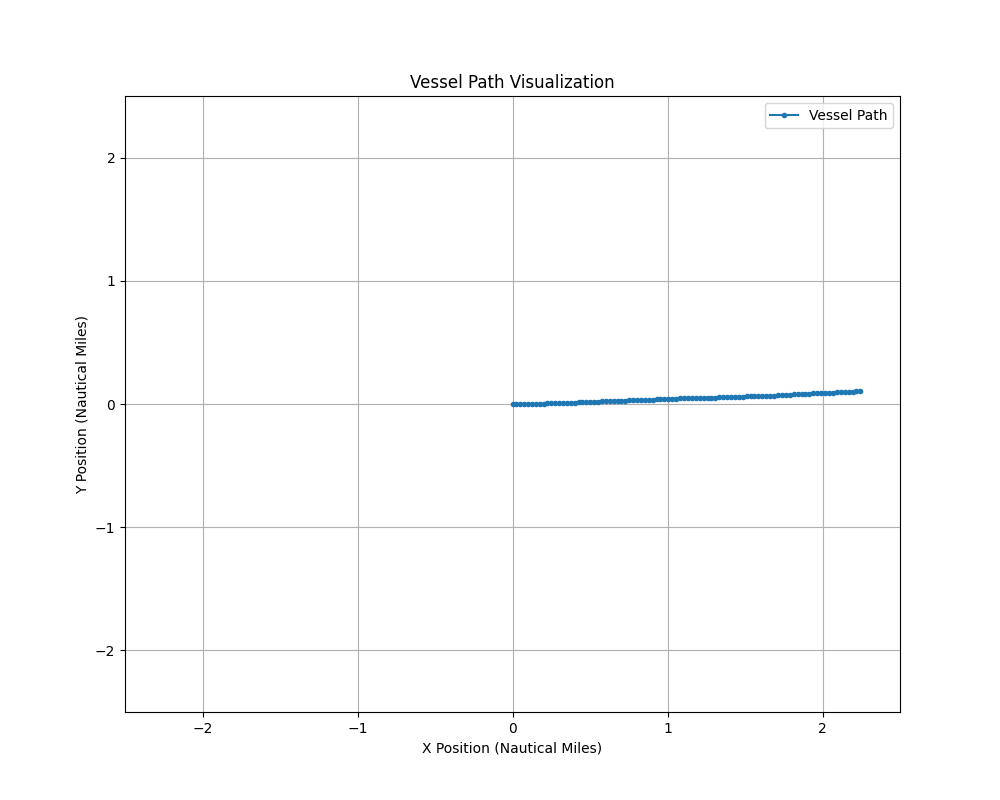 Vessel Path Visualization
Vessel Path
2
1
0
−1
−2
Y Position (Nautical Miles)
−2 −1 0 1 2
X Position (Nautical Miles)